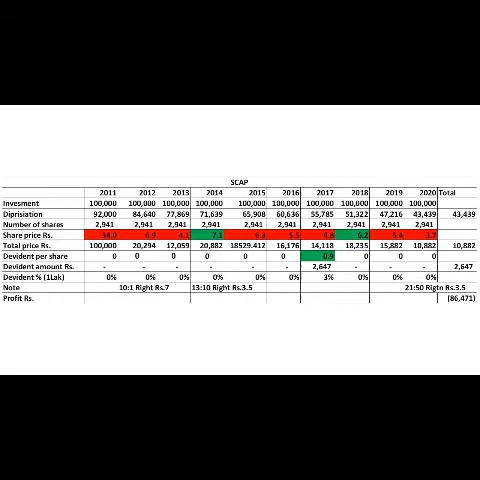 SCAP
2011 2012 2013 2014 2015 2016 2017 2018 2019 2020 Total
Invesment 100,000 100,000 100,000 100,000 100,000 100,000 100,000 100,000 100,000 100,000
Diprisiation 92,000 84,640 77,869 71,639 65,908 60,636 55,785 51,322 47,216 43,439 43,439
Number of shares 2,941 2,941 2,941 2,941 2,941 2,941 2,941 2,941 2,941 2,941
Share price Rs. 34.0 6.9 4.1 7.1 6.3 5.5 4.8 6.2 5.4 3.7
Total price Rs. 100,000 20,294 12,059 20,882 18529.412 16,176 14,118 18,235 15,882 10,882 10,882
Devident per share 0 0 0 0 0 0 0.9 0 0 0
Devident amount Rs. - - - - - - 2,647 - - - 2,647
Devident % (1Lak) 0% 0% 0% 0% 0% 0% 3% 0% 0% 0%
Note 10:1 Right Rs.7 13:10 Right Rs.3.5 21:50 Rigtn Rs.3.5
Profit Rs. (86,471)